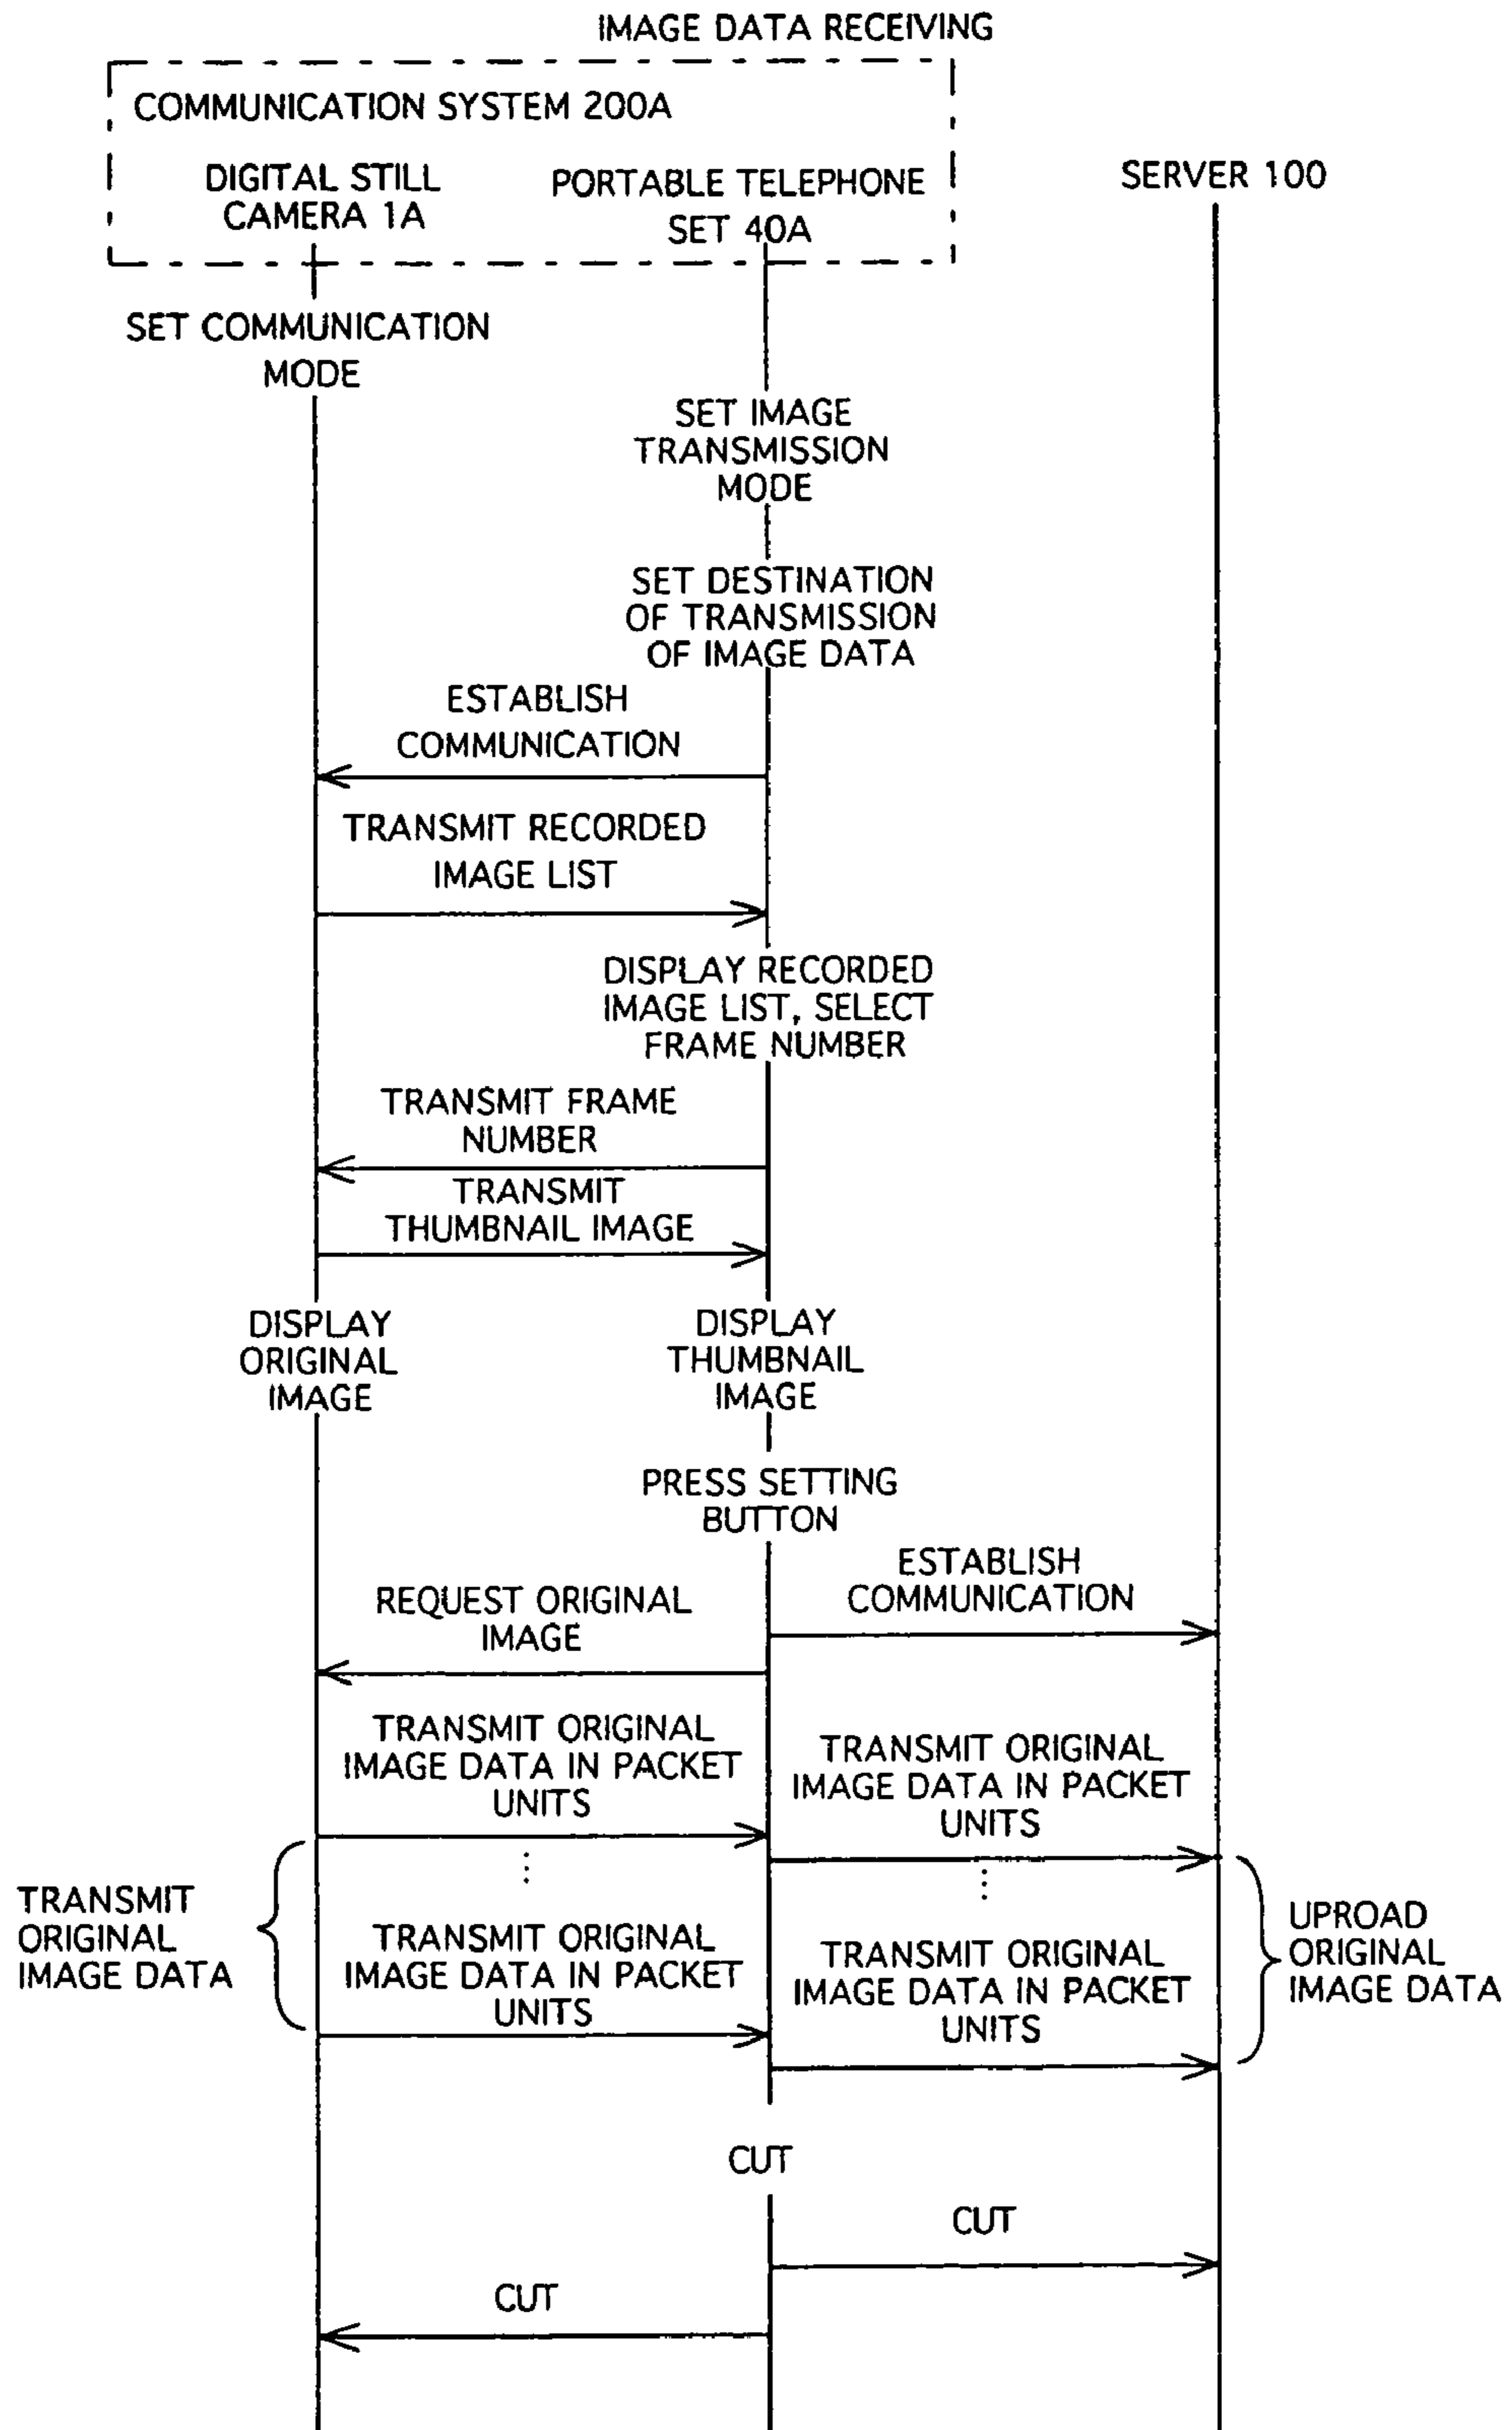 IMAGE DATA RECEIVING
COMMUNICATION SYSTEM 200A
DIGITAL STILL
CAMERA 1A
PORTABLE TELEPHONE
SET 40A
SERVER 100
SET COMMUNICATION
MODE
SET IMAGE
TRANSMISSION
MODE
SET DESTINATION
OF TRANSMISSION
OF IMAGE DATA
ESTABLISH
COMMUNICATION
TRANSMIT RECORDED
IMAGE LIST
DISPLAY RECORDED
IMAGE LIST, SELECT
FRAME NUMBER
TRANSMIT FRAME
NUMBER
TRANSMIT
THUMBNAIL IMAGE
DISPLAY
ORIGINAL
IMAGE
DISPLAY
THUMBNAIL
IMAGE
PRESS SETTING
BUTTON
ESTABLISH
COMMUNICATION
REQUEST ORIGINAL
IMAGE
TRANSMIT ORIGINAL
IMAGE DATA IN PACKET
UNITS
TRANSMIT ORIGINAL
IMAGE DATA IN PACKET
UNITS
TRANSMIT
ORIGINAL
IMAGE DATA
TRANSMIT ORIGINAL
IMAGE DATA IN PACKET
UNITS
TRANSMIT ORIGINAL
IMAGE DATA IN PACKET
UNITS
UPROAD
ORIGINAL
IMAGE DATA
CUT
CUT
CUT